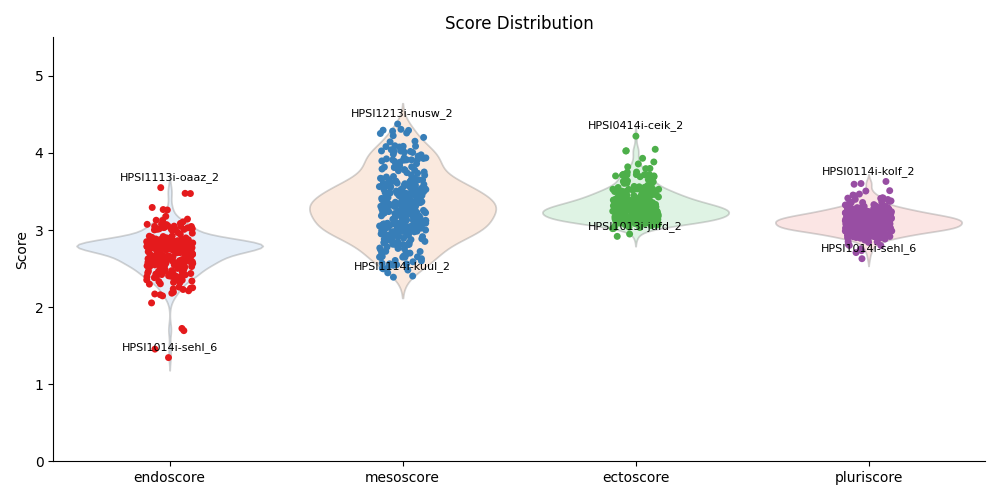 Score Distribution
Score
5
4
3
2
1
0
HPSI1113i-oaaz_2
HPSI1014i-sehl_6
HPSI1213i-nusw_2
HPSI1114i-kuul_2
HPSI0414i-ceik_2
HPSI1013i-jufd_2
HPSI0114i-kolf_2
HPSI1014i-sehl_6
endoscore
mesoscore
ectoscore
pluriscore